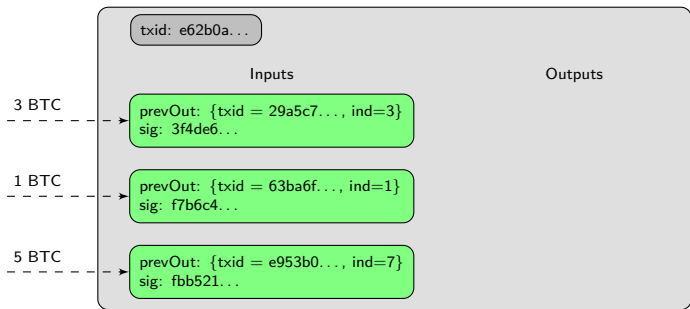 txid: e62b0a...
Inputs
Outputs
3 BTC
prevOut: {txid = 29a5c7..., ind=3}
sig: 3f4de6...
1 BTC
prevOut: {txid = 63ba6f..., ind=1}
sig: f7b6c4...
5 BTC
prevOut: {txid = e953b0..., ind=7}
sig: fbb521...